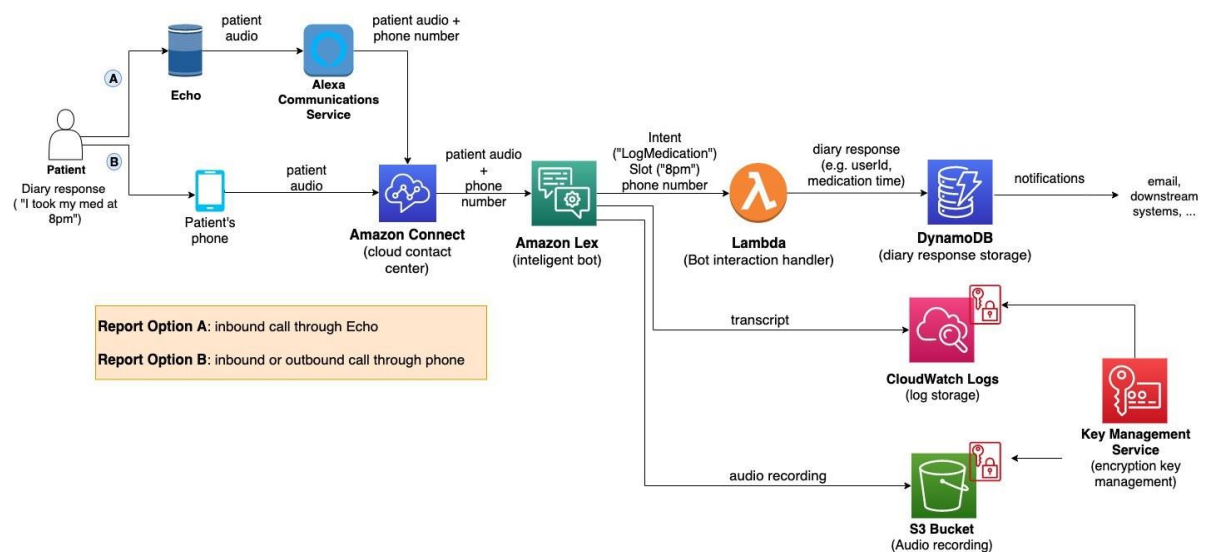 patient
audio
patient audio +
phone number
A
Echo
Alexa
Communications
Service
Patient
Diary response
( "I took my med at
8pm")
B
Patient's
phone
patient
audio
Amazon Connect
(cloud contact
center)
patient audio
+
phone
number
Amazon Lex
(inteligent bot)
Intent
("LogMedication")
Slot ("8pm")
phone number
Lambda
(Bot interaction handler)
diary response
(e.g. userId,
medication time)
DynamoDB
(diary response storage)
notifications
email,
downstream
systems, ...
Report Option A: inbound call through Echo
Report Option B: inbound or outbound call through phone
transcript
CloudWatch Logs
(log storage)
Key Management
Service
(encryption key
management)
audio recording
S3 Bucket
(Audio recording)